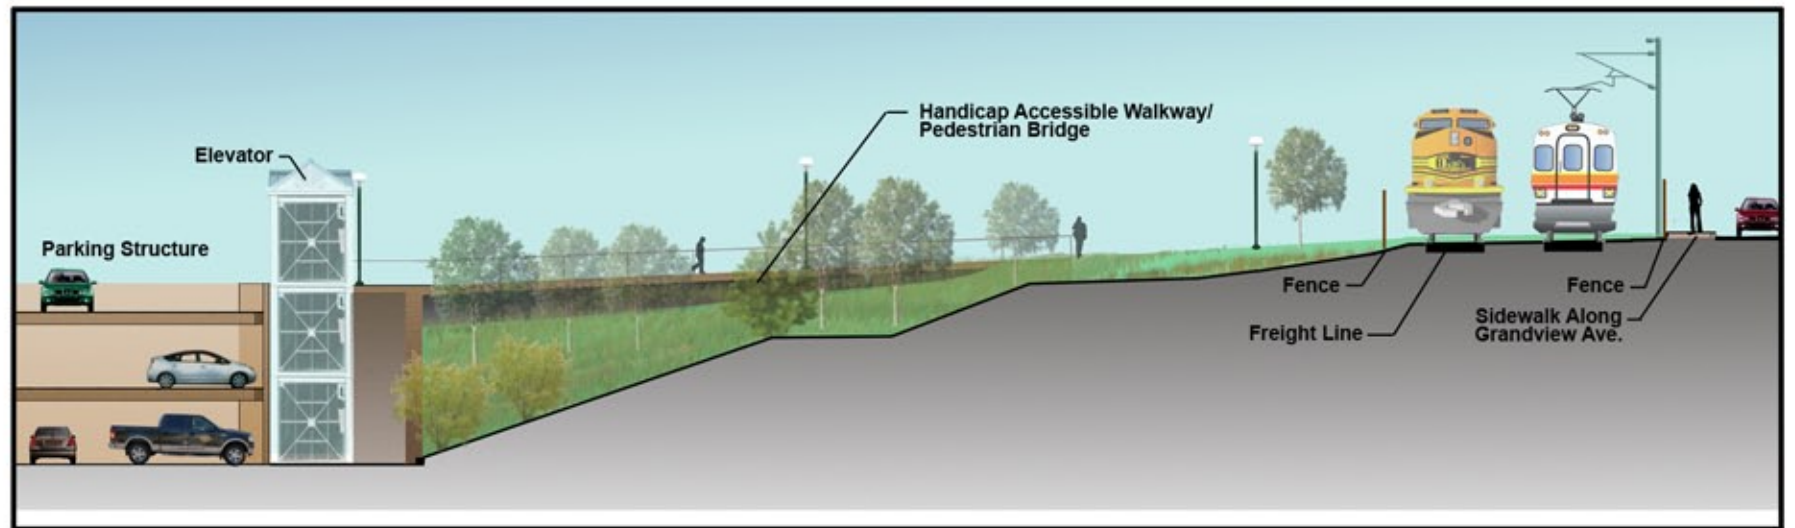 Handicap Accessible Walkway/
Pedestrian Bridge
Elevator
Parking Structure
Fence
Fence
Sidewalk Along
Grandview Ave.
Freight Line